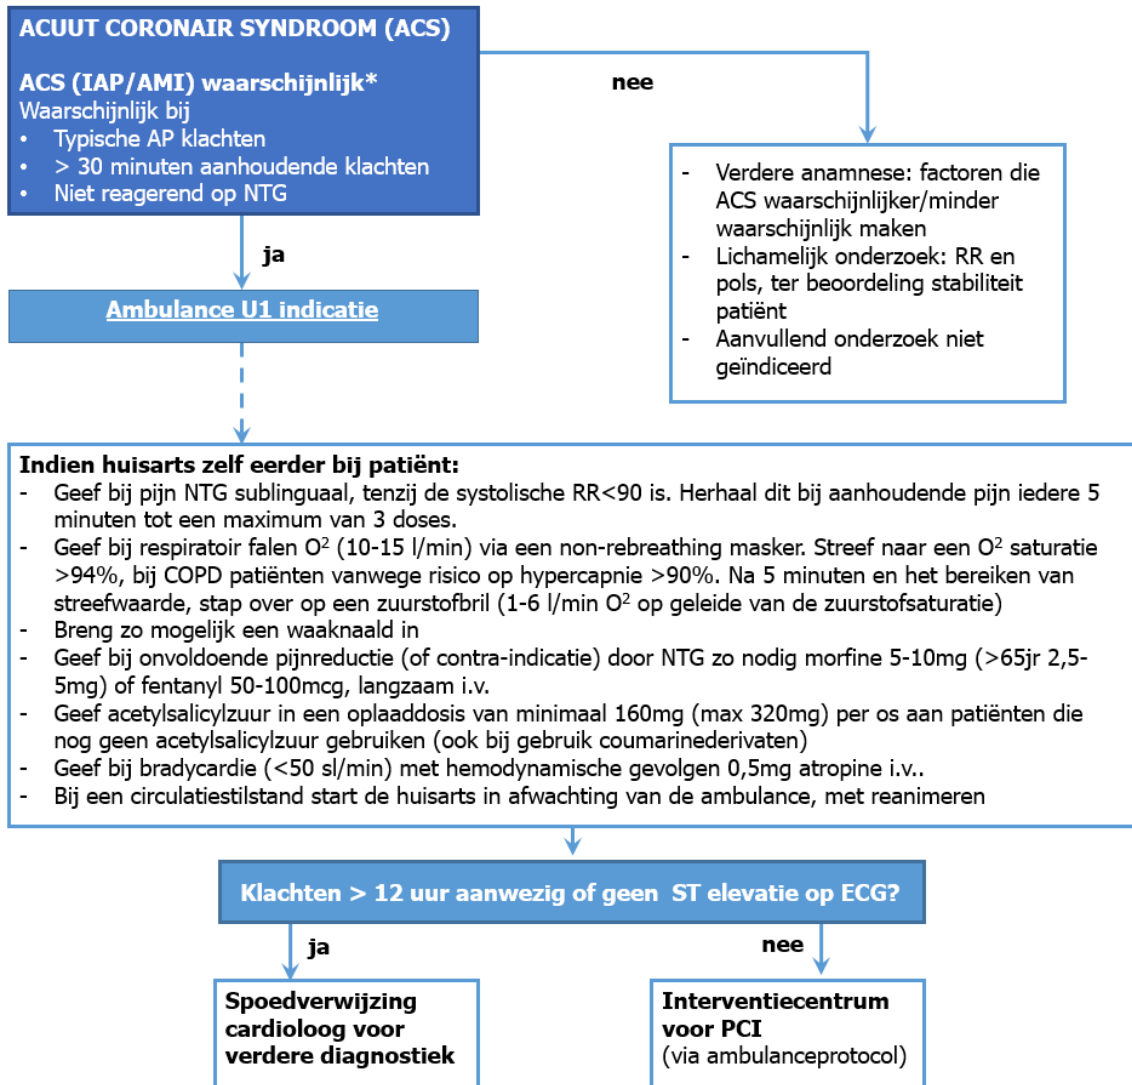 ACUUT CORONAIR SYNDROOM (ACS)
ACS (IAP/AMI) waarschijnlijk*
Waarschijnlijk bij
• Typische AP klachten
• > 30 minuten aanhoudende klachten
• Niet reagerend op NTG
nee
- Verdere anamnese: factoren die
ACS waarschijnlijker/minder
waarschijnlijk maken
- Lichamelijk onderzoek: RR en
pols, ter beoordeling stabiliteit
patiënt
- Aanvullend onderzoek niet
geïndiceerd
ja
Ambulance U1 indicatie
Indien huisarts zelf eerder bij patiënt:
- Geef bij pijn NTG sublinguaal, tenzij de systolische RR<90 is. Herhaal dit bij aanhoudende pijn iedere 5
minuten tot een maximum van 3 doses.
- Geef bij respiratoir falen O² (10-15 l/min) via een non-rebreathing masker. Streef naar een O² saturatie
>94%, bij COPD patiënten vanwege risico op hypercapnie >90%. Na 5 minuten en het bereiken van
streefwaarde, stap over op een zuurstofbril (1-6 l/min O² op geleide van de zuurstofsaturatie)
- Breng zo mogelijk een waaknaald in
- Geef bij onvoldoende pijnreductie (of contra-indicatie) door NTG zo nodig morfine 5-10mg (>65jr 2,5-
5mg) of fentanyl 50-100mcg, langzaam i.v.
- Geef acetylsalicylzuur in een oplaaddosis van minimaal 160mg (max 320mg) per os aan patiënten die
nog geen acetylsalicylzuur gebruiken (ook bij gebruik coumarinederivaten)
- Geef bij bradycardie (<50 sl/min) met hemodynamische gevolgen 0,5mg atropine i.v..
- Bij een circulatiestilstand start de huisarts in afwachting van de ambulance, met reanimeren
Klachten > 12 uur aanwezig of geen ST elevatie op ECG?
ja
nee
Spoedverwijzing
cardioloog voor
verdere diagnostiek
Interventiecentrum
voor PCI
(via ambulanceprotocol)